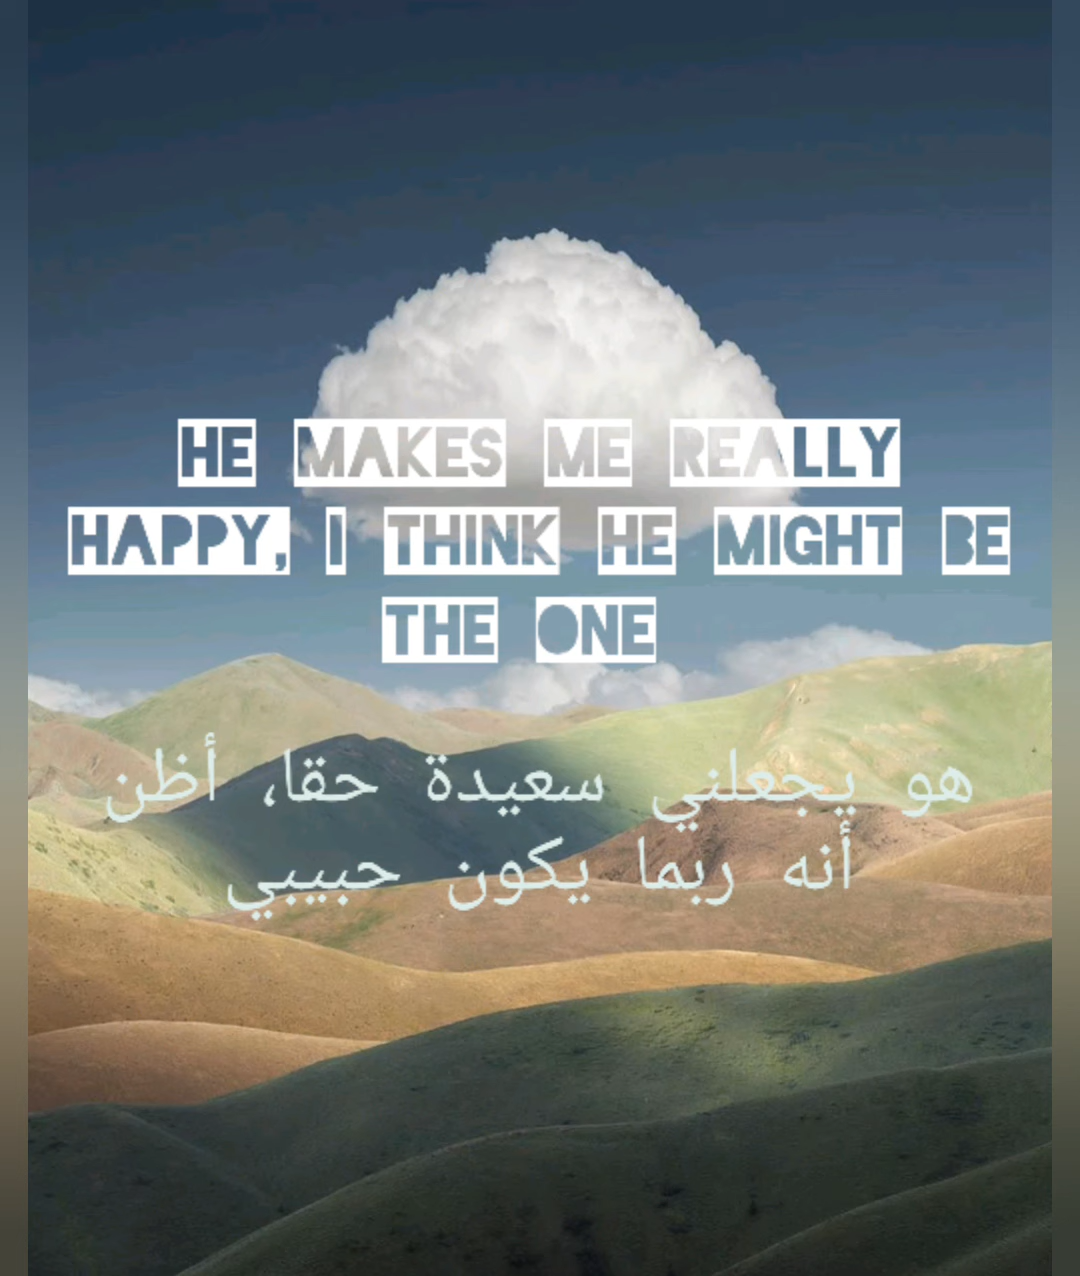 HE MAKES ME REALLY
HAPPY, I THINK HE MIGHT BE
THE ONE
هو يجعلني سعيدة حقا، أظن
أنه ربما يكون حبيبي